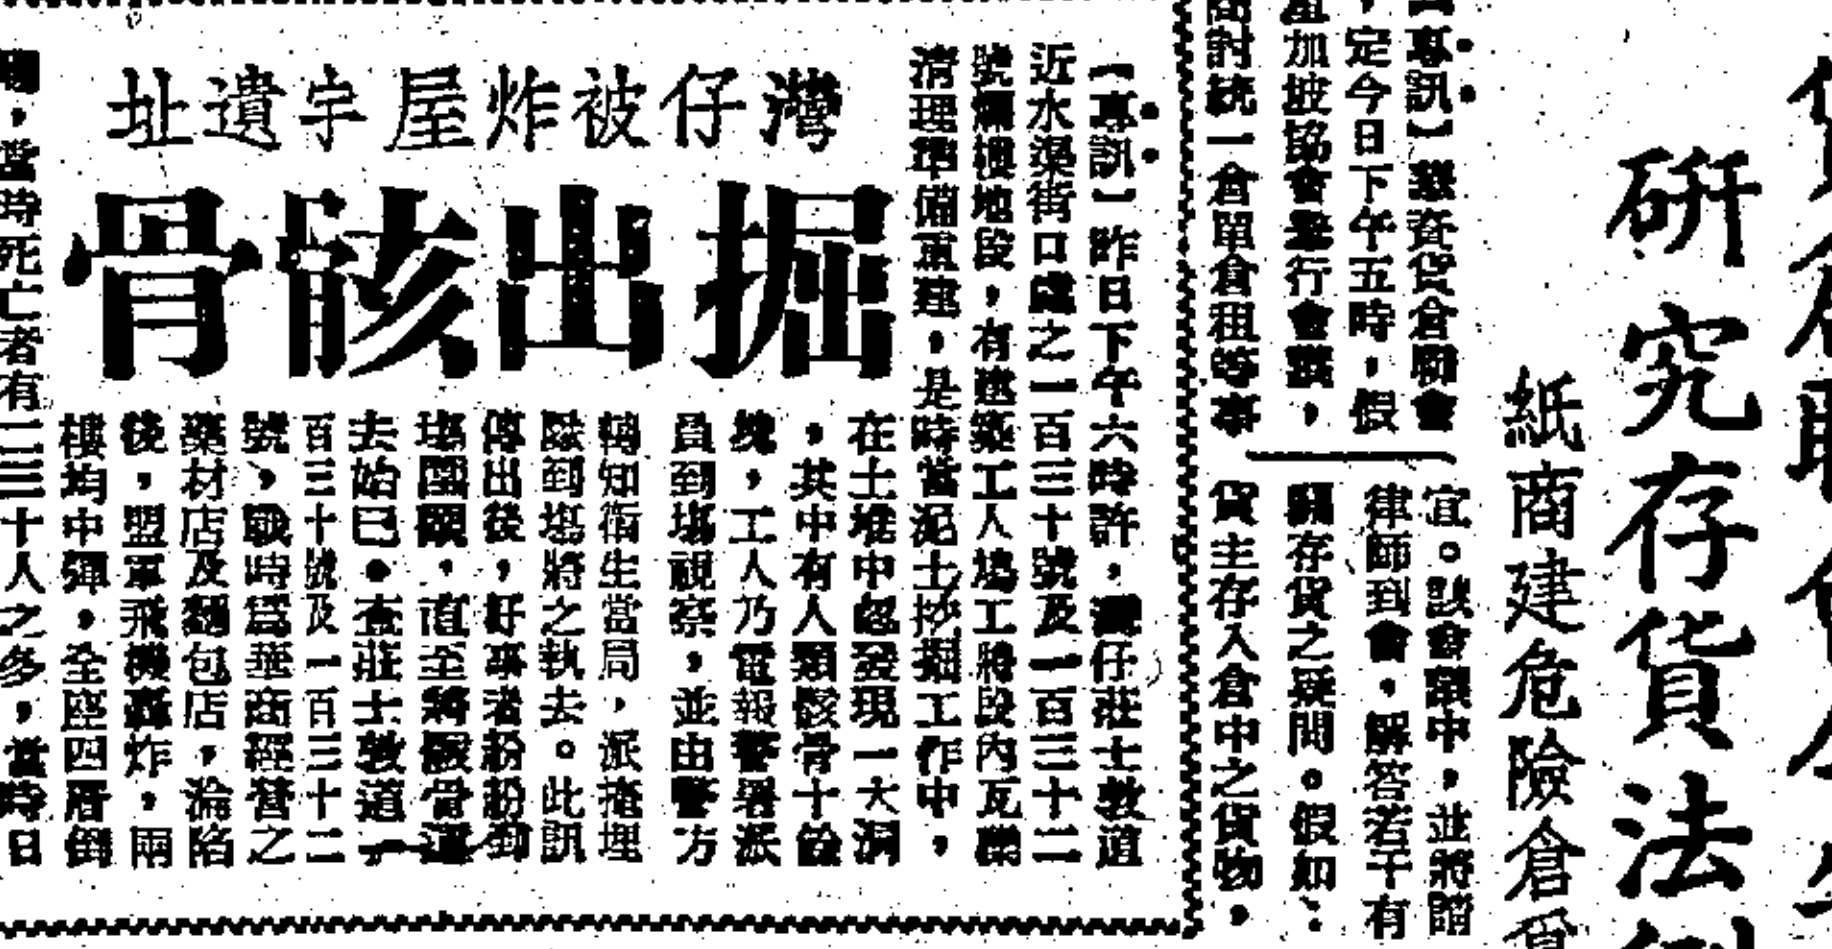 研究存貨法
紙商建危險倉
專訊】懋資貨倉聯會
，定今日下午五時，假
加坡協會舉行會議，
商討統一倉單倉租等事
宜。該會議中，並將請
律師到會，解答若干有
關存貨之疑問。假如：
貨主存入倉中之貨物，
灣仔被炸屋宇遺址
掘出骸骨
【專訊】昨日下午六時許，灣仔莊士敦道
近水渠街口處之一百三十號及一百三十二
號爛樓地段，有建築工人塲工將段內瓦礫
清理準備重建，是時當泥土抄掘工作中，
在土堆中忽發現一大洞
，其中有人類骸骨十餘
塊，工人乃電報警署派
員到塲視察，並由警方
轉知衛生當局，派掩埋
隊到塲將之執去。此訊
傳出後，好事者紛紛到
塲圍觀，直至將骸骨運
去始已。查莊士敦道一
百三十號及一百三十二
號，戰時爲華商經營之
藥材店及麵包店，淪陷
後，盟軍飛機轟炸，兩
樓均中彈，全座四層倒
塌，當時死亡者有二三十人之多，當時日